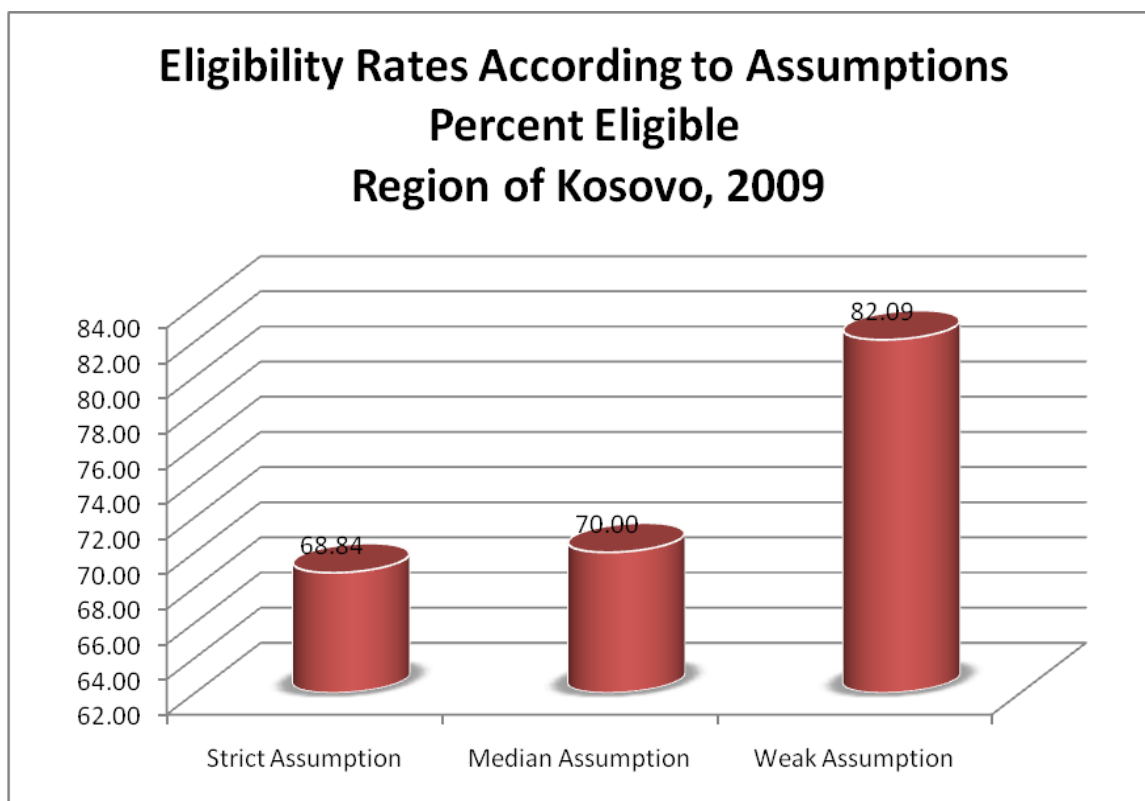 Eligibility Rates According to Assumptions
Percent Eligible
Region of Kosovo, 2009
84.00
82.00
80.00
78.00
76.00
74.00
72.00
70.00
68.00
66.00
64.00
62.00
68.84
70.00
82.09
Strict Assumption
Median Assumption
Weak Assumption